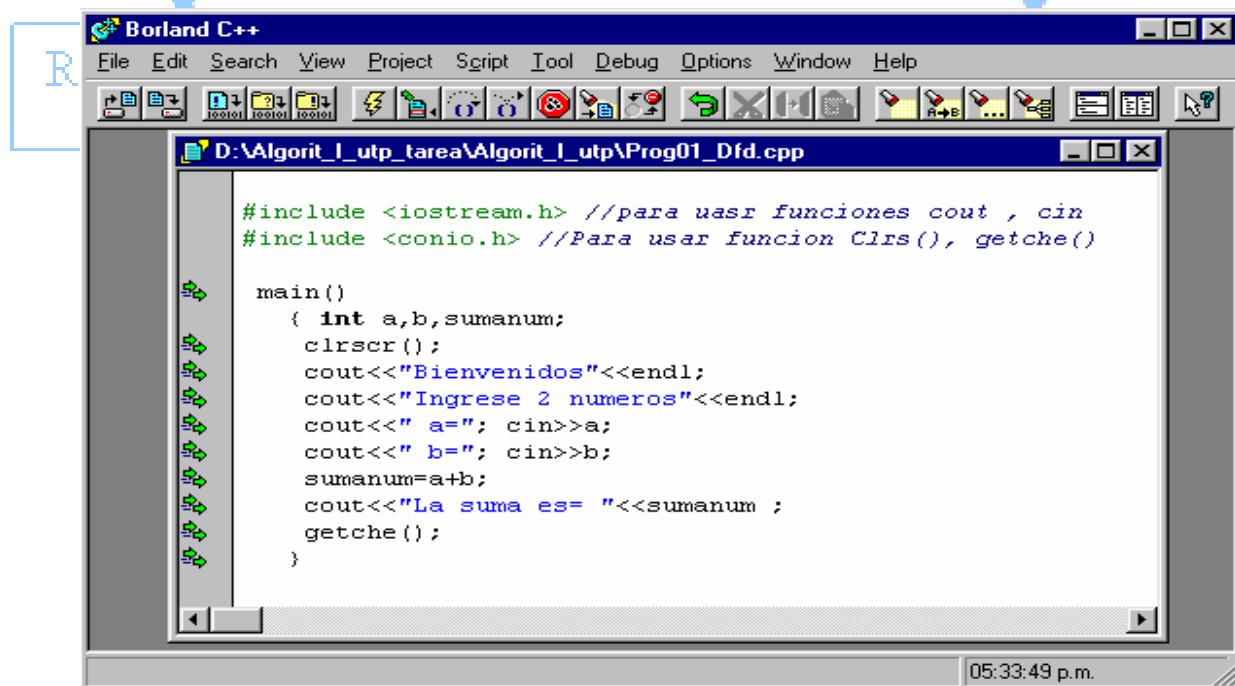 R
Borland C++
File Edit Search View Project Script Tool Debug Options Window Help
D:\Algorit_I_utp_tarea\Algorit_I_utp\Prog01_Dfd.cpp
#include <iostream.h> //para uasr funciones cout , cin
#include <conio.h> //Para usar funcion Clrs(), getche()
main()
{ int a,b,sumanum;
clrscr();
cout<<"Bienvenidos"<<endl;
cout<<"Ingrese 2 numeros"<<endl;
cout<<" a="; cin>>a;
cout<<" b="; cin>>b;
sumanum=a+b;
cout<<"La suma es= "<<sumanum ;
getche();
}
05:33:49 p.m.